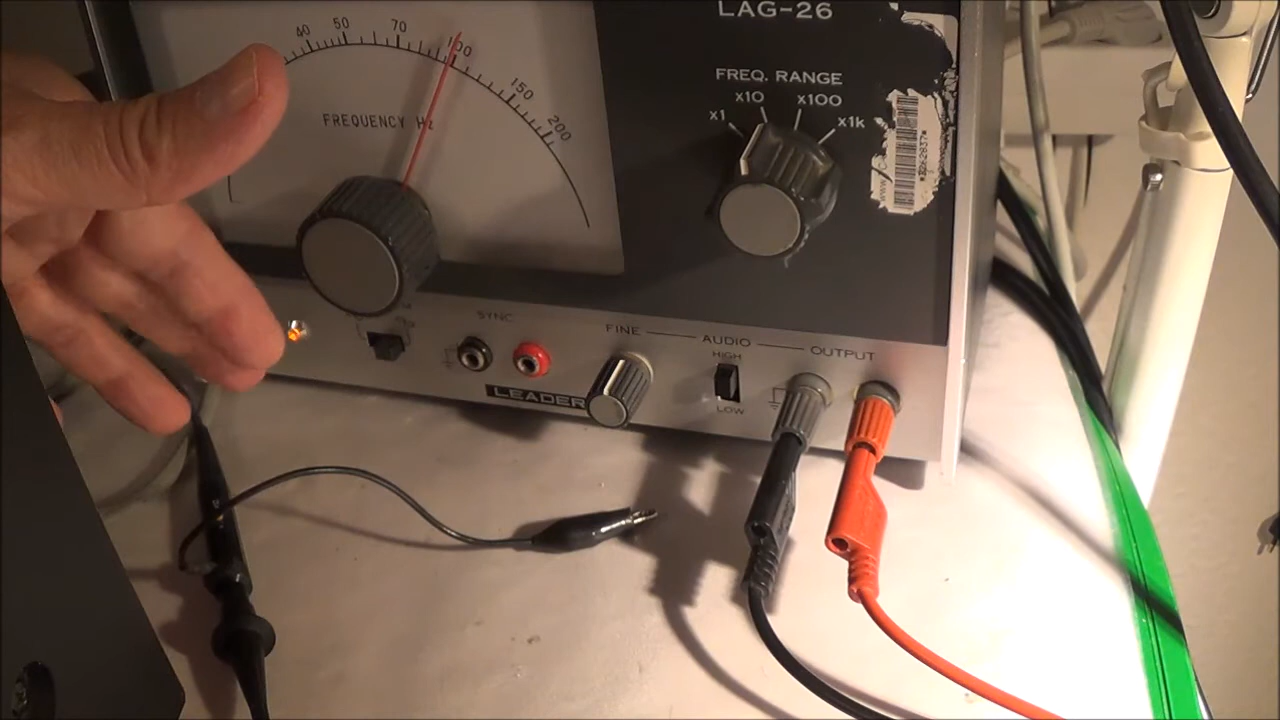 LAG-26
40 50 70 100 150 200
FREQUENCY Hz
FREQ. RANGE
x1 x10 x100 x1k
SYNC
FINE
AUDIO
OUTPUT
HIGH
LOW
LEADER